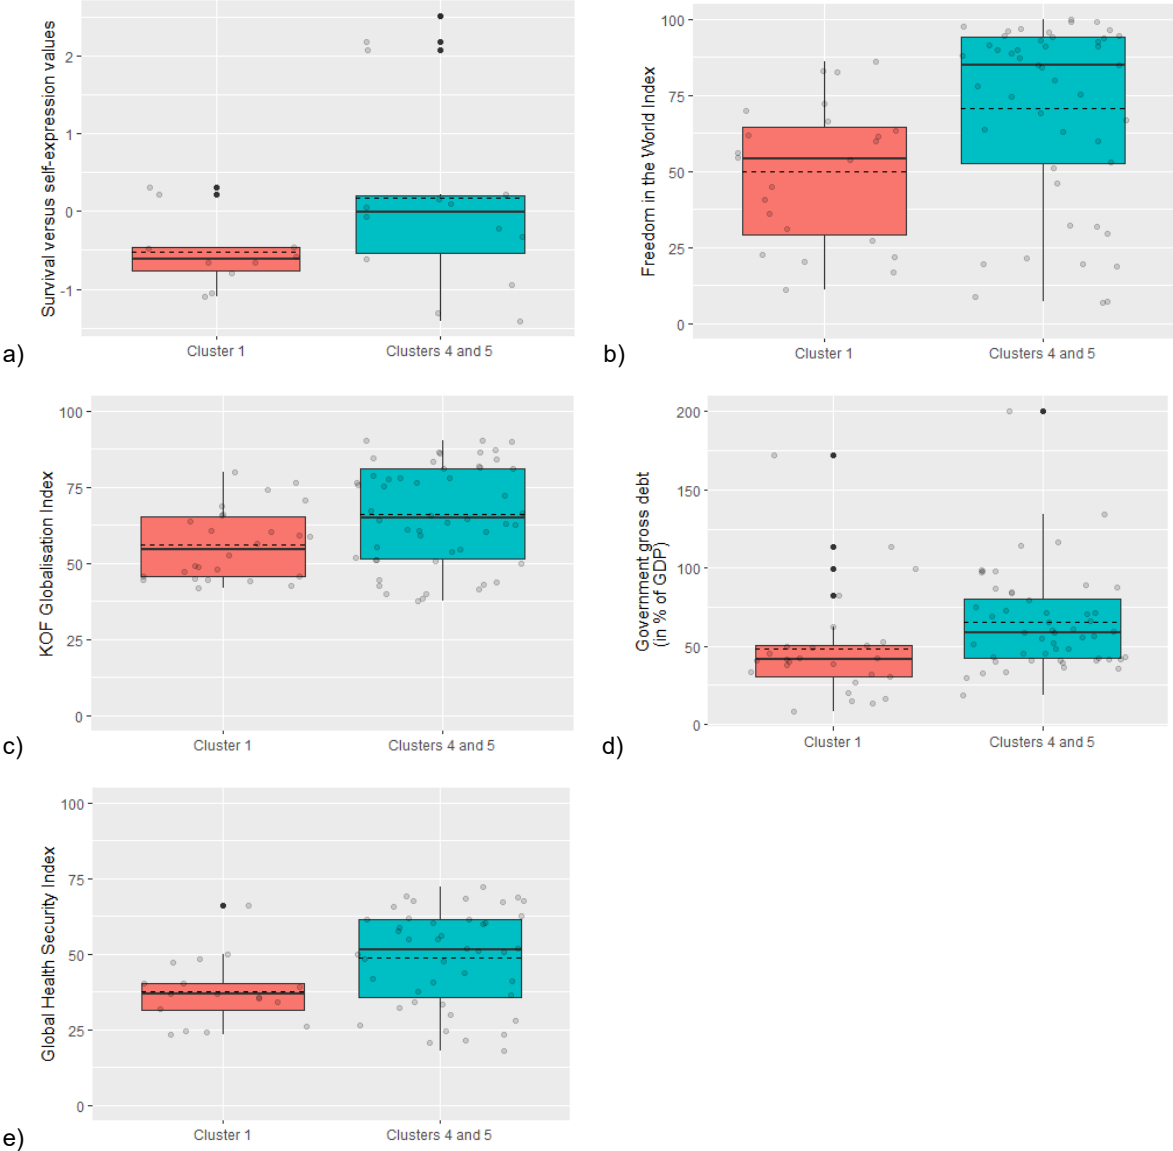 Survival versus self-expression values
2
1
0
-1
Cluster 1
Clusters 4 and 5
a)
Freedom in the World Index
100
75
50
25
0
Cluster 1
Clusters 4 and 5
b)
KOF Globalisation Index
100
75
50
25
0
Cluster 1
Clusters 4 and 5
c)
Government gross debt
(in % of GDP)
200
150
100
50
0
Cluster 1
Clusters 4 and 5
d)
Global Health Security Index
100
75
50
25
0
Cluster 1
Clusters 4 and 5
e)